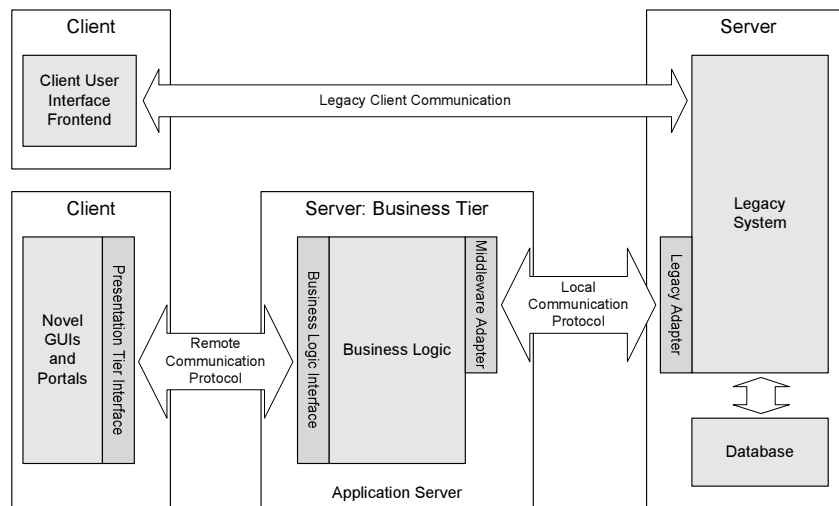 Client
Server
Client User
Interface
Frontend
Legacy Client Communication
Legacy
System
Client
Server: Business Tier
Novel
GUIs
and
Portals
Presentation Tier Interface
Remote
Communication
Protocol
Business Logic Interface
Business Logic
Middleware Adapter
Local
Communication
Protocol
Legacy Adapter
Database
Application Server